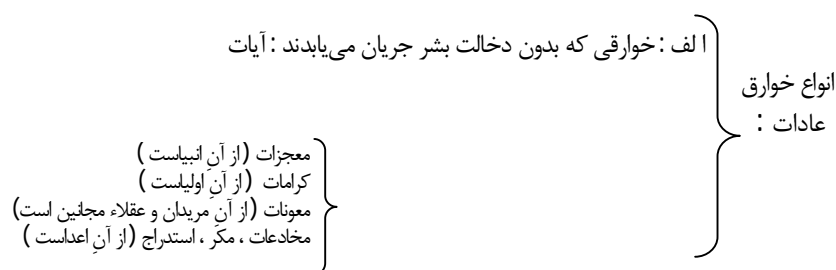 ا لف : خوارقی که بدون دخالت بشر جریان می‌یابدند : آیات
انواع خوارق
عادات :
معجزات (از آنِ انبیاست )
کرامات (از آنِ اولیاست )
معونات (از آنِ مریدان و عقلاء مجانین است)
مخادعات ، مکر ، استدراج (از آنِ اعداست )